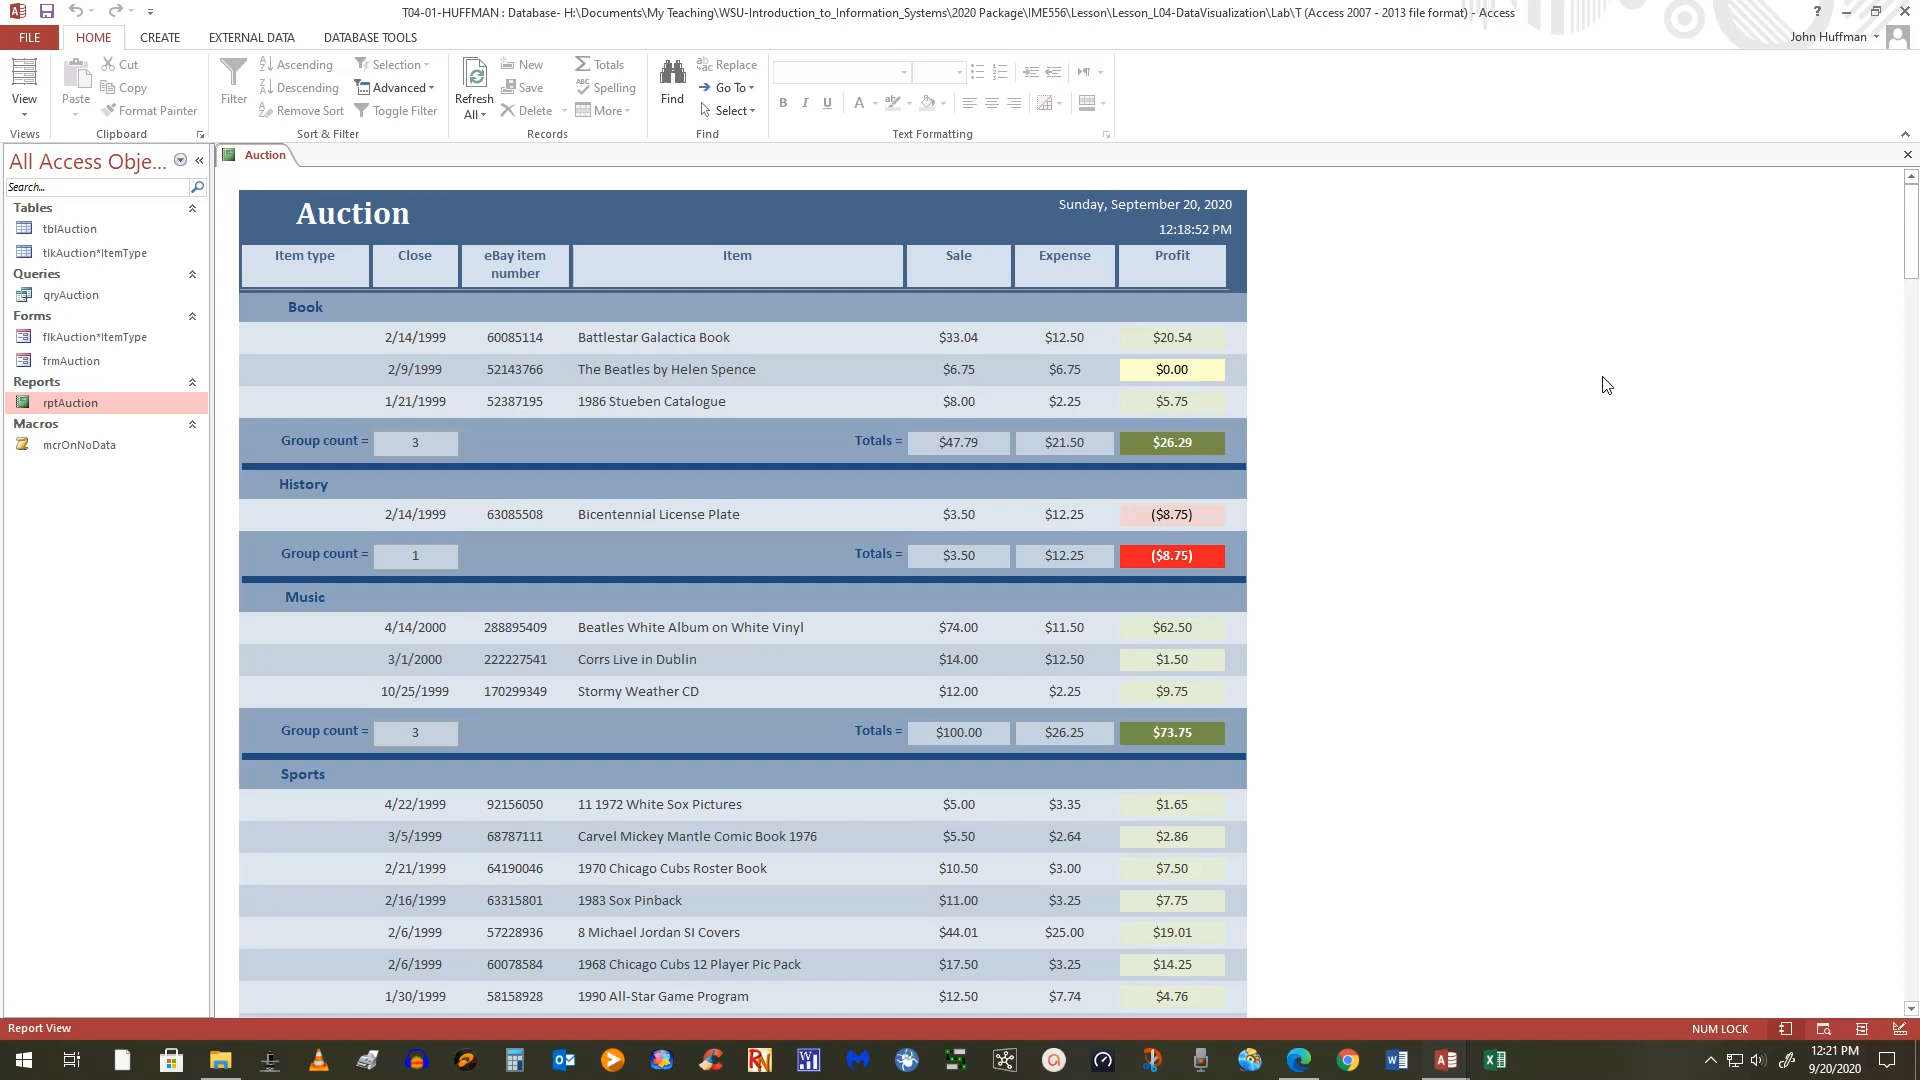 T04-01-HUFFMAN : Database- H:\Documents\My Teaching\WSU-Introduction_to_Information_Systems\2020 Package\IME556\Lesson\Lesson_L04-DataVisualization\Lab\T (Access 2007 - 2013 file format) - Access
FILE HOME CREATE EXTERNAL DATA DATABASE TOOLS John Huffman
View
Views
Paste
Cut
Copy
Format Painter
Clipboard
Filter
Ascending
Descending
Remove Sort
Selection
Advanced
Toggle Filter
Sort & Filter
Refresh All
New
Save
Delete
Totals
Spelling
More
Records
Find
Replace
Go To
Select
Find
B I U A
Text Formatting
All Access Obje...
Search...
Tables
tblAuction
tlkAuction*ItemType
Queries
qryAuction
Forms
flkAuction*ItemType
frmAuction
Reports
rptAuction
Macros
mcrOnNoData
Auction
Auction
Sunday, September 20, 2020
12:18:52 PM
Item type Close eBay item number Item Sale Expense Profit
Book
2/14/1999 60085114 Battlestar Galactica Book $33.04 $12.50 $20.54
2/9/1999 52143766 The Beatles by Helen Spence $6.75 $6.75 $0.00
1/21/1999 52387195 1986 Stueben Catalogue $8.00 $2.25 $5.75
Group count = 3 Totals = $47.79 $21.50 $26.29
History
2/14/1999 63085508 Bicentennial License Plate $3.50 $12.25 ($8.75)
Group count = 1 Totals = $3.50 $12.25 ($8.75)
Music
4/14/2000 288895409 Beatles White Album on White Vinyl $74.00 $11.50 $62.50
3/1/2000 222227541 Corrs Live in Dublin $14.00 $12.50 $1.50
10/25/1999 170299349 Stormy Weather CD $12.00 $2.25 $9.75
Group count = 3 Totals = $100.00 $26.25 $73.75
Sports
4/22/1999 92156050 11 1972 White Sox Pictures $5.00 $3.35 $1.65
3/5/1999 68787111 Carvel Mickey Mantle Comic Book 1976 $5.50 $2.64 $2.86
2/21/1999 64190046 1970 Chicago Cubs Roster Book $10.50 $3.00 $7.50
2/16/1999 63315801 1983 Sox Pinback $11.00 $3.25 $7.75
2/6/1999 57228936 8 Michael Jordan SI Covers $44.01 $25.00 $19.01
2/6/1999 60078584 1968 Chicago Cubs 12 Player Pic Pack $17.50 $3.25 $14.25
1/30/1999 58158928 1990 All-Star Game Program $12.50 $7.74 $4.76
Report View NUM LOCK
12:21 PM
9/20/2020